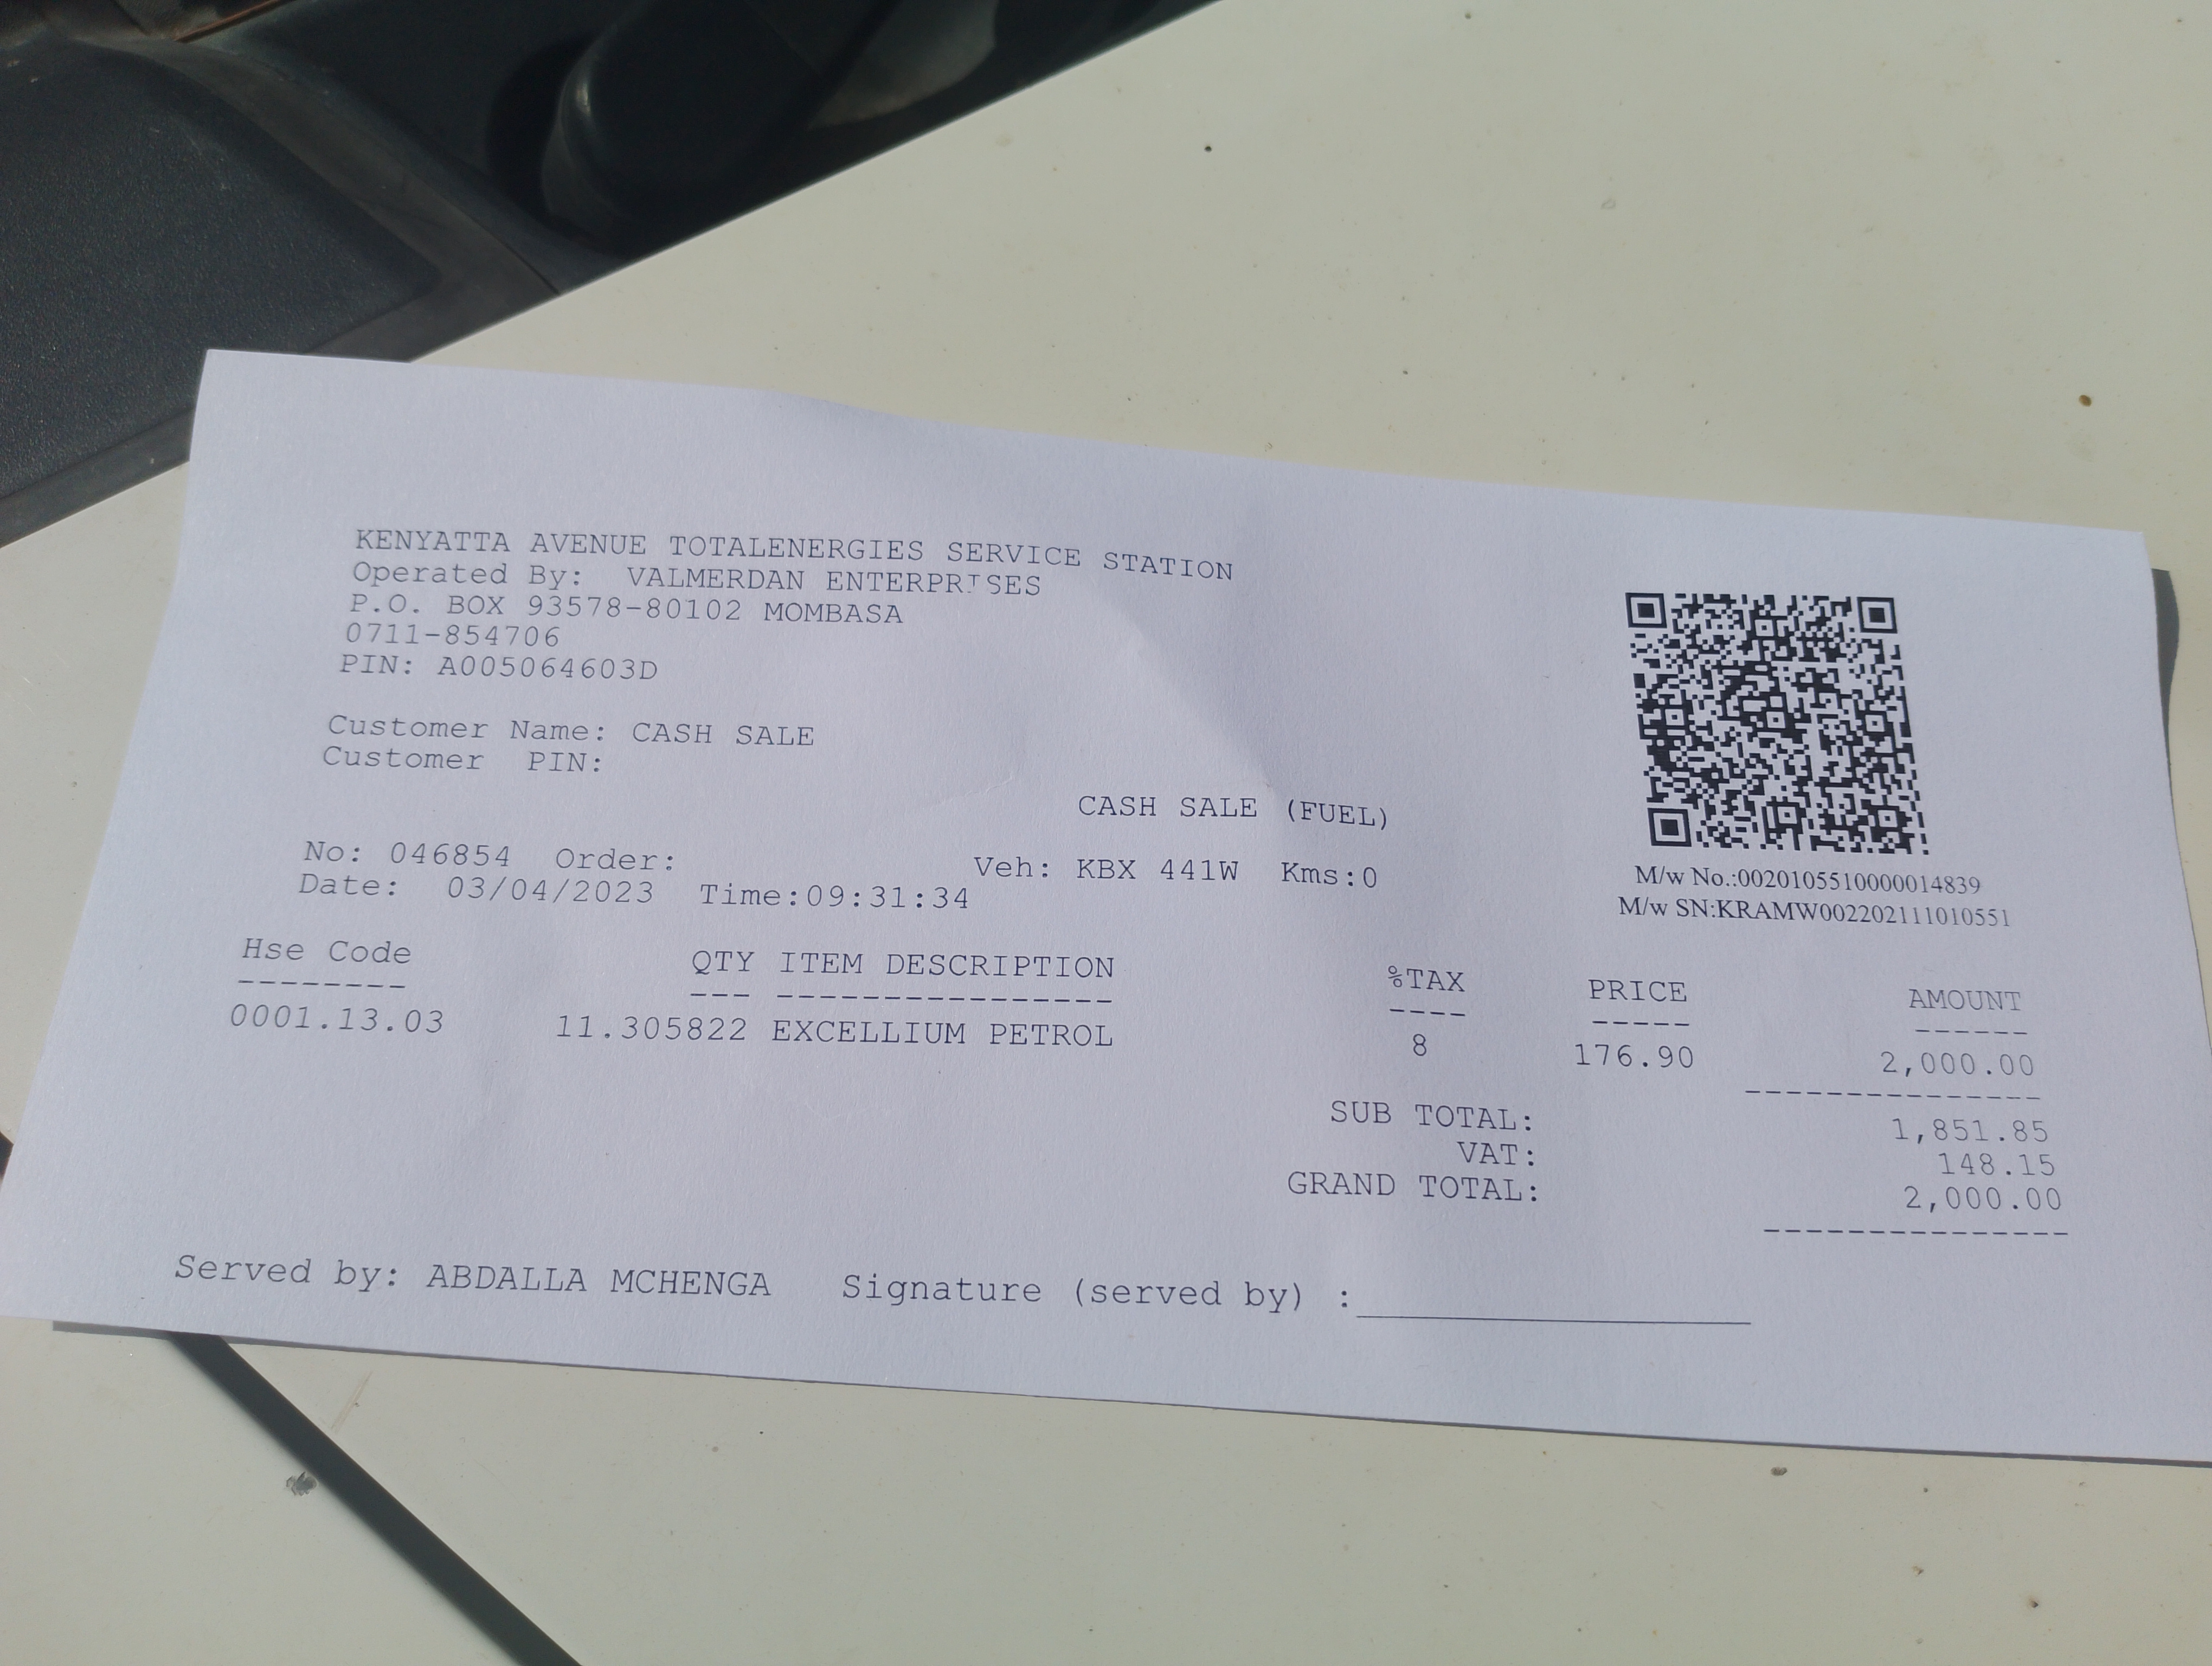 KENYATTA AVENUE TOTALENERGIES SERVICE STATION
Operated By: VALMERDAN ENTERPRISES
P.O. BOX 93578-80102 MOMBASA
0711-854706
PIN: A005064603D
Customer Name: CASH SALE
Customer PIN:
CASH SALE (FUEL)
No: 046854 Order: Veh: KBX 441W Kms:0
Date: 03/04/2023 Time:09:31:34
M/w No.:0020105510000014839
M/w SN:KRAMW002202111010551
Hse Code QTY ITEM DESCRIPTION %TAX PRICE AMOUNT
-------- --- ---------------- ---- ----- ------
0001.13.03 11.305822 EXCELLIUM PETROL 8 176.90 2,000.00
SUB TOTAL: 1,851.85
VAT: 148.15
GRAND TOTAL: 2,000.00
Served by: ABDALLA MCHENGA Signature (served by) :